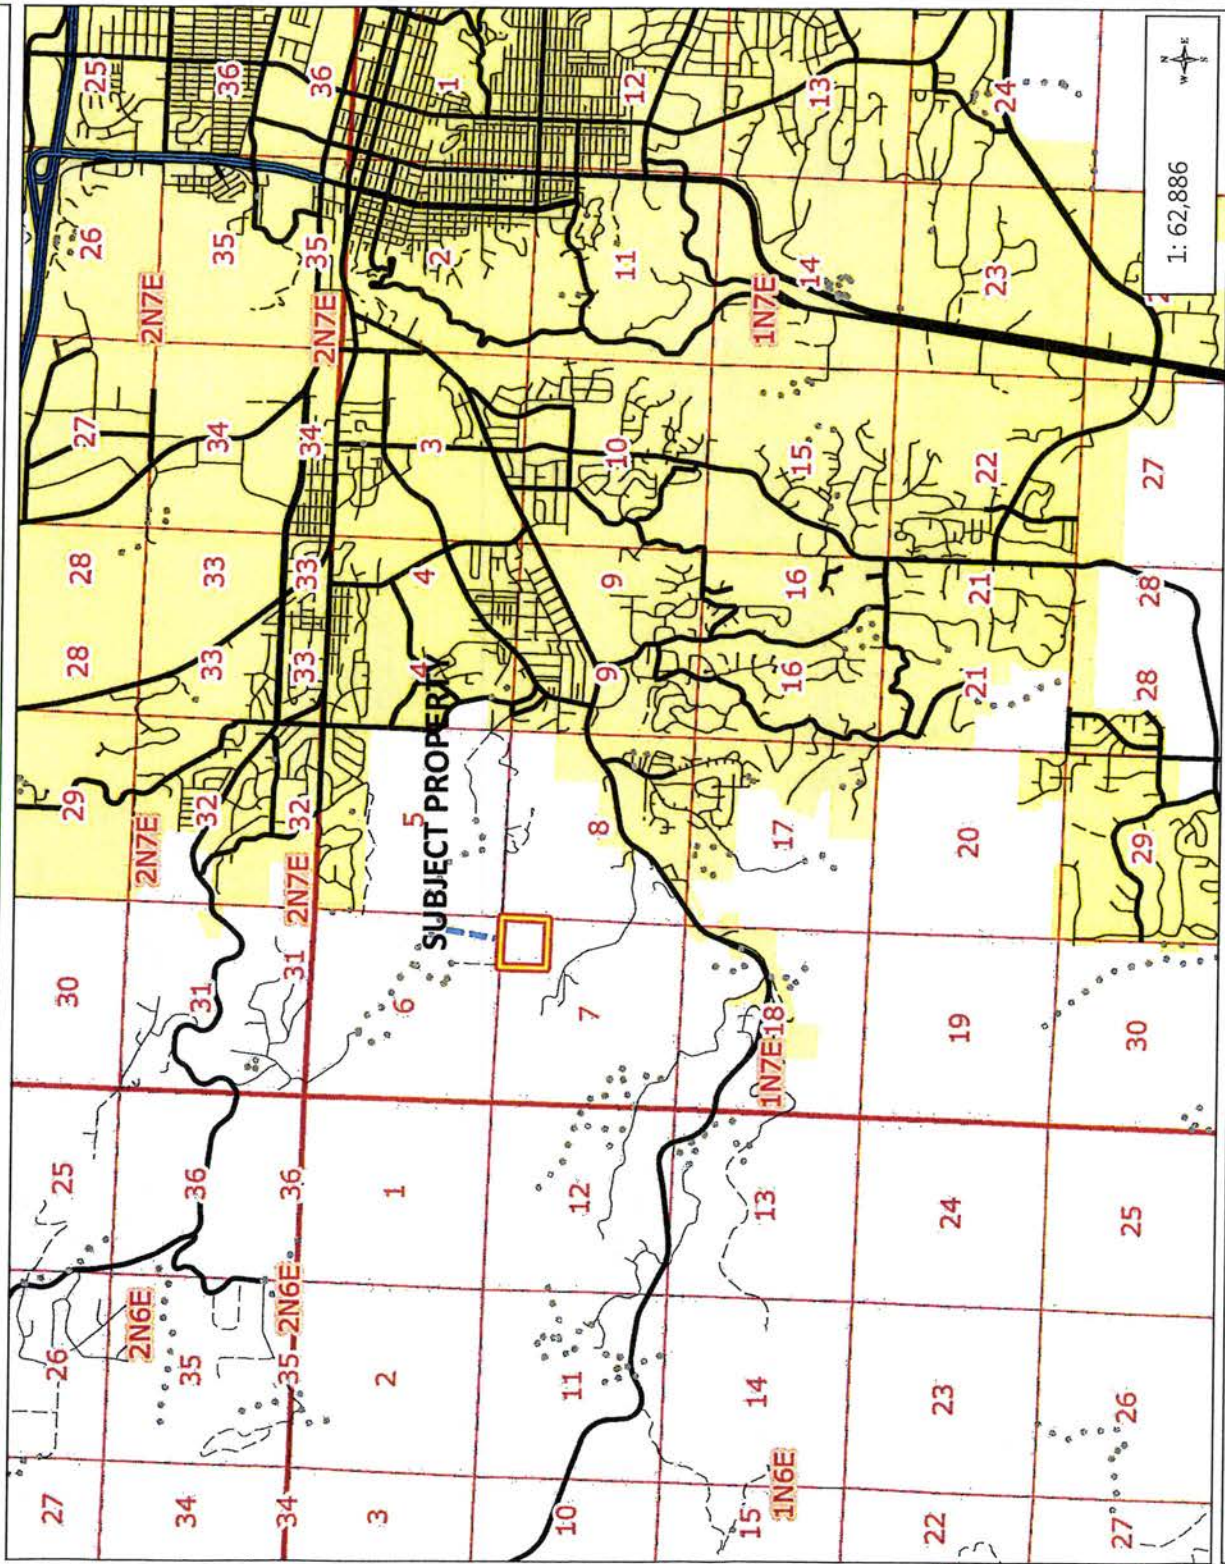 27 26 25 30 29 28 28 27 26 25
2N6E 2N7E 2N7E
34 35 36 31 32 33 33 34 35 36
34 35 2N6E 36 31 2N7E 32 33 33 34 2N7E 35 36
3 2 1 6 5 4 4 3 2 1
SUBJECT PROPERTY
10 11 12 7 8 9 9 10 11 12
15 14 13 18 17 16 16 15 14 13
1N6E 1N7E 1N7E
22 23 24 19 20 21 21 22 23 24
27 26 25 30 29 28 28 27
1: 62,886
N
W E
S